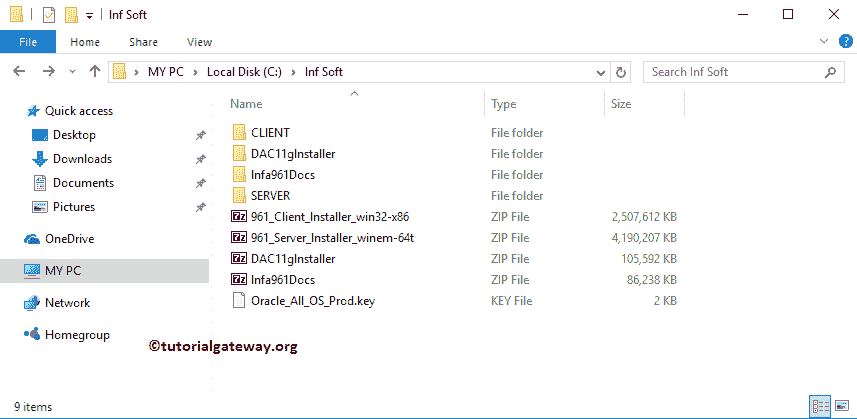 Inf Soft
File Home Share View
MY PC Local Disk (C:) Inf Soft Search Inf Soft
Name Type Size
Quick access
Desktop
Downloads
Documents
Pictures
OneDrive
MY PC
Network
Homegroup
CLIENT File folder
DAC11gInstaller File folder
Infa961Docs File folder
SERVER File folder
961_Client_Installer_win32-x86 ZIP File 2,507,612 KB
961_Server_Installer_winem-64t ZIP File 4,190,207 KB
DAC11gInstaller ZIP File 105,592 KB
Infa961Docs ZIP File 86,238 KB
Oracle_All_OS_Prod.key KEY File 2 KB
©tutorialgateway.org
9 items